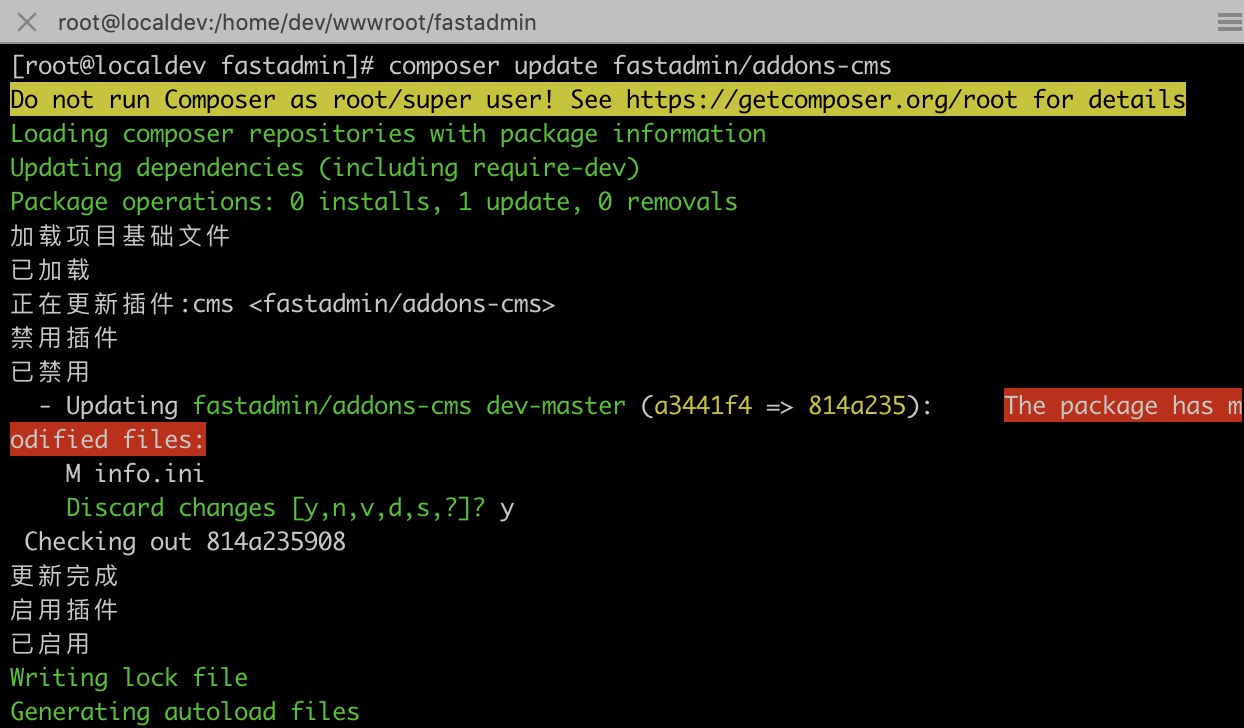 root@localdev:/home/dev/wwwroot/fastadmin
[root@localdev fastadmin]# composer update fastadmin/addons-cms
Do not run Composer as root/super user! See https://getcomposer.org/root for details
Loading composer repositories with package information
Updating dependencies (including require-dev)
Package operations: 0 installs, 1 update, 0 removals
加载项目基础文件
已加载
正在更新插件:cms <fastadmin/addons-cms>
禁用插件
已禁用
- Updating fastadmin/addons-cms dev-master (a3441f4 => 814a235): The package has m
odified files:
M info.ini
Discard changes [y,n,v,d,s,?]? y
Checking out 814a235908
更新完成
启用插件
已启用
Writing lock file
Generating autoload files